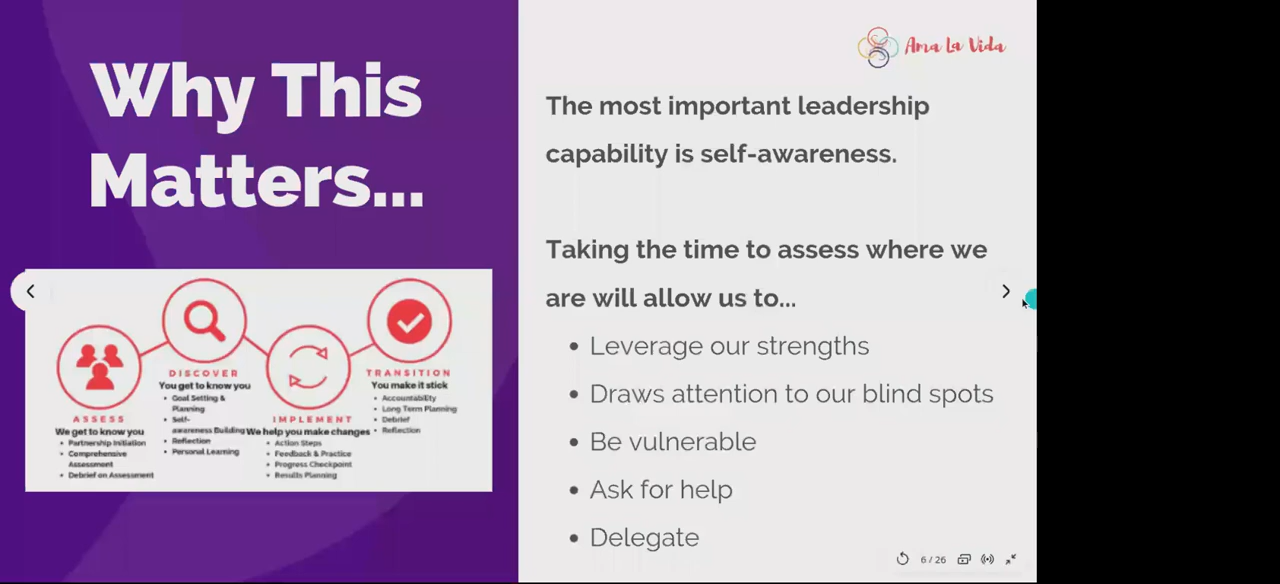 Why This
Matters...
ASSESS
We get to know you
• Partnership Initiation
• Comprehensive
Assessment
• Debrief on Assessment
DISCOVER
You get to know you
• Goal Setting &
Planning
• Self-
awareness Building
• Reflection
• Personal Learning
IMPLEMENT
We help you make changes
• Action Steps
• Feedback & Practice
• Progress Checkpoint
• Results Planning
TRANSITION
You make it stick
• Accountability
• Long Term Planning
• Debrief
• Reflection
Ama La Vida
The most important leadership
capability is self-awareness.
Taking the time to assess where we
are will allow us to...
• Leverage our strengths
• Draws attention to our blind spots
• Be vulnerable
• Ask for help
• Delegate
6 / 26